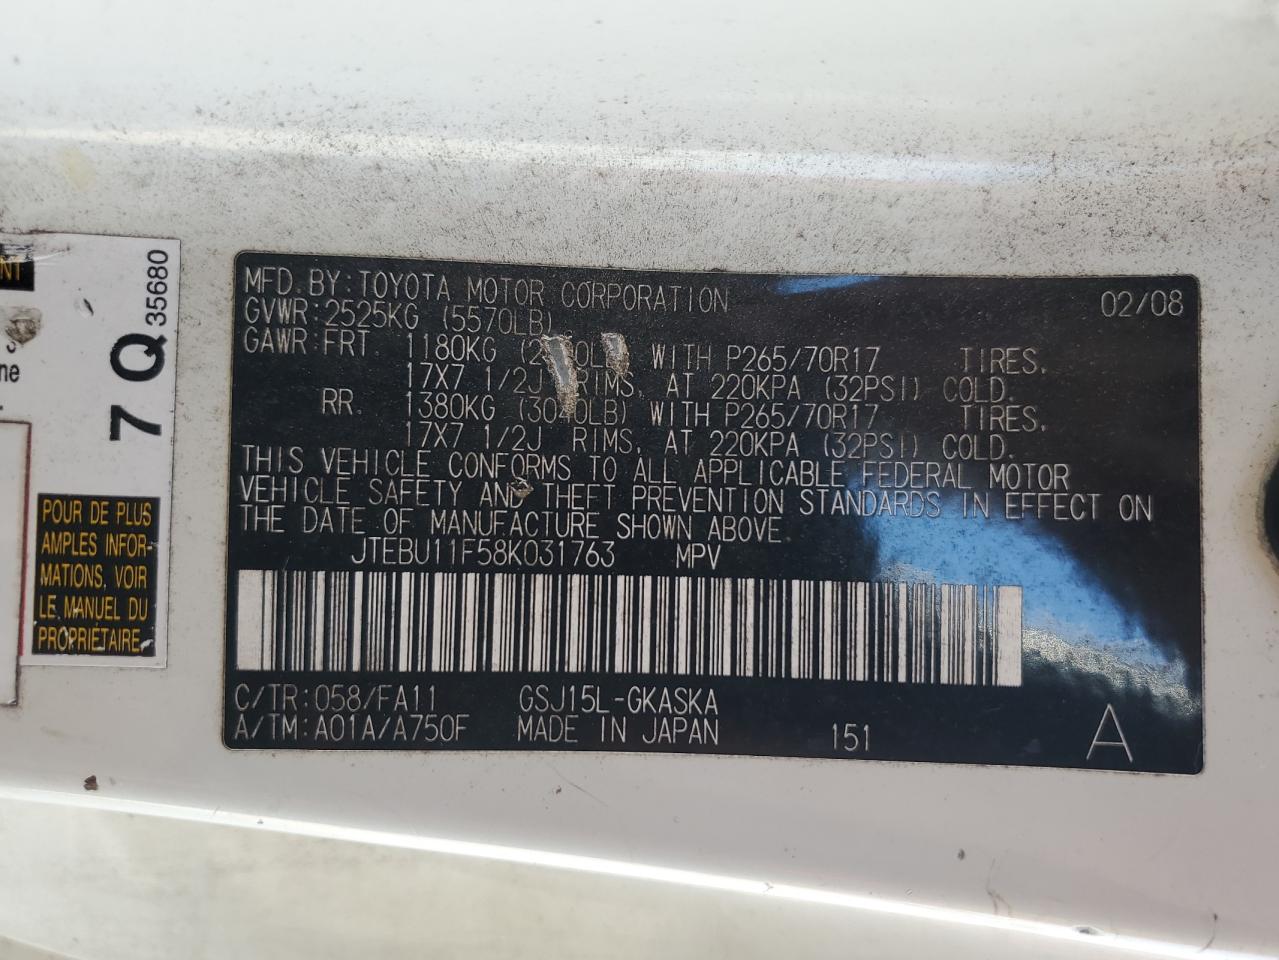 MFD. BY: TOYOTA MOTOR CORPORATION 02/08
GVWR: 2525KG (5570LB)
GAWR: FRT. 1180KG WITH P265/70R17 TIRES,
17X7 1/2J RIMS, AT 220KPA (32PSI) COLD.
RR. 1380KG WITH P265/70R17 TIRES,
17X7 1/2J RIMS, AT 220KPA (32PSI) COLD.
THIS VEHICLE CONFORMS TO ALL APPLICABLE FEDERAL MOTOR
VEHICLE SAFETY AND THEFT PREVENTION STANDARDS IN EFFECT ON
THE DATE OF MANUFACTURE SHOWN ABOVE.
JTEBU11F58K031763 MPV
C/TR: 058/FA11 GSJ15L-GKASKA
A/TM: A01A/A750F MADE IN JAPAN 151 A
7 Q 35680
POUR DE PLUS
AMPLES INFOR-
MATIONS, VOIR
LE MANUEL DU
PROPRIÉTAIRE.